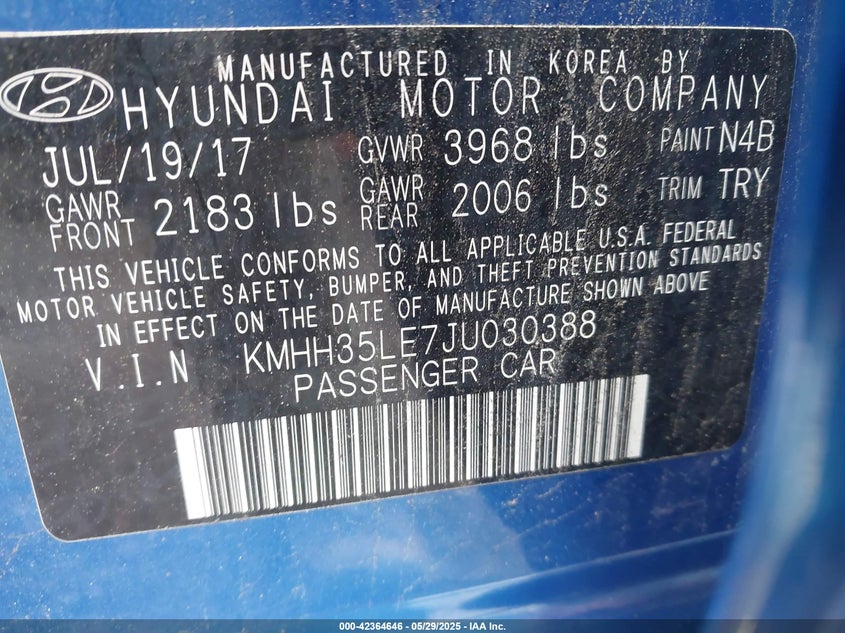 MANUFACTURED IN KOREA BY
HYUNDAI MOTOR COMPANY
JUL/19/17 GVWR 3968 lbs PAINT N4B
GAWR FRONT 2183 lbs GAWR REAR 2006 lbs TRIM TRY
THIS VEHICLE CONFORMS TO ALL APPLICABLE U.S.A. FEDERAL
MOTOR VEHICLE SAFETY, BUMPER, AND THEFT PREVENTION STANDARDS
IN EFFECT ON THE DATE OF MANUFACTURE SHOWN ABOVE
V.I.N KMHH35LE7JU030388
PASSENGER CAR
000-42364646 - 05/29/2025 - IAA Inc.